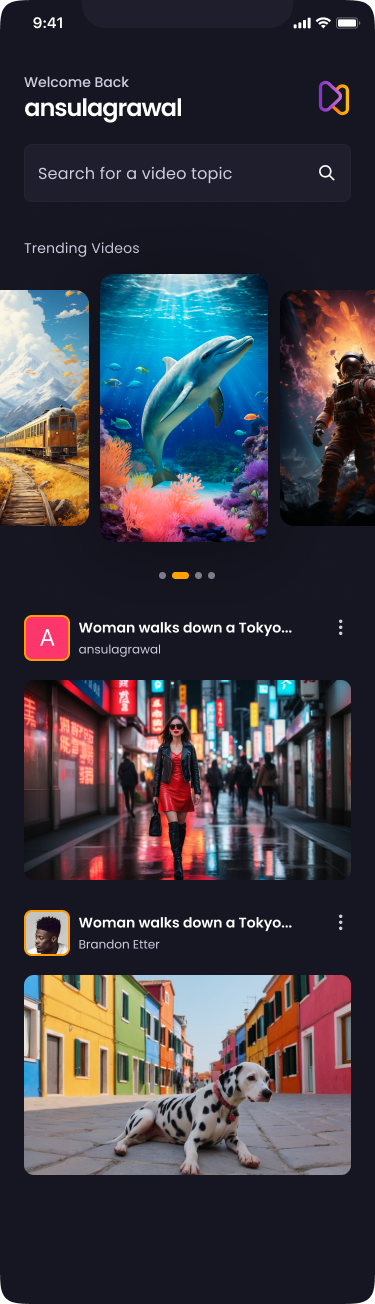 9:41
Welcome Back
ansulagrawal
Search for a video topic
Trending Videos
A
Woman walks down a Tokyo...
ansulagrawal
Woman walks down a Tokyo...
Brandon Etter